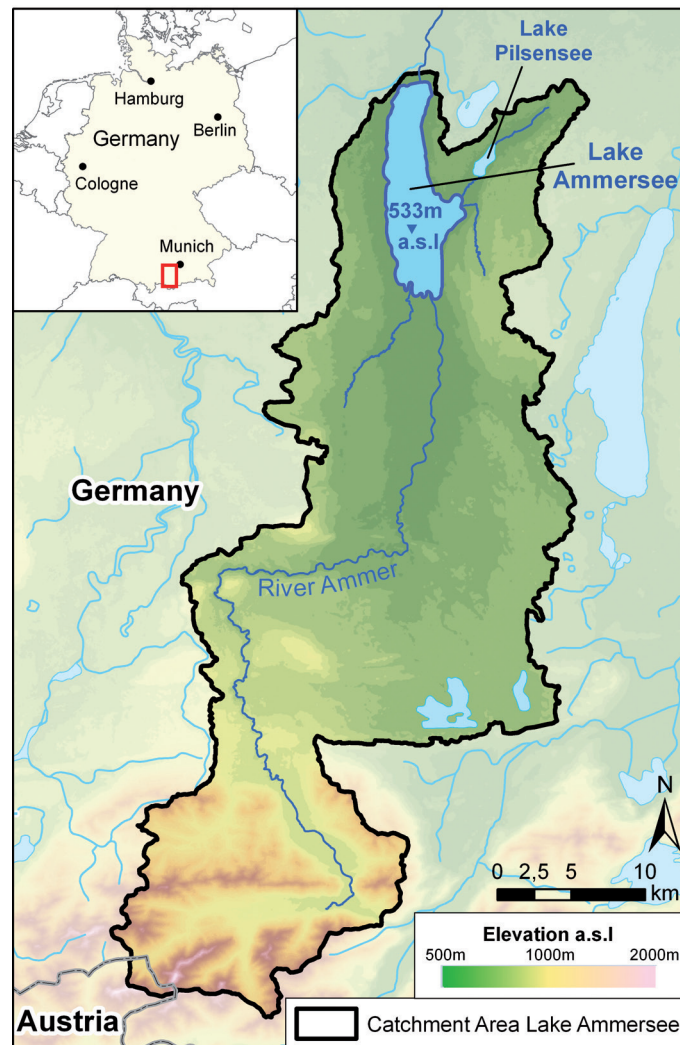 Hamburg
Germany
Berlin
Cologne
Munich
Lake
Pilsensee
Lake
Ammersee
533m
a.s.l
Germany
River Ammer
N
0 2,5 5 10
km
Elevation a.s.l
500m 1000m 2000m
Austria
Catchment Area Lake Ammersee